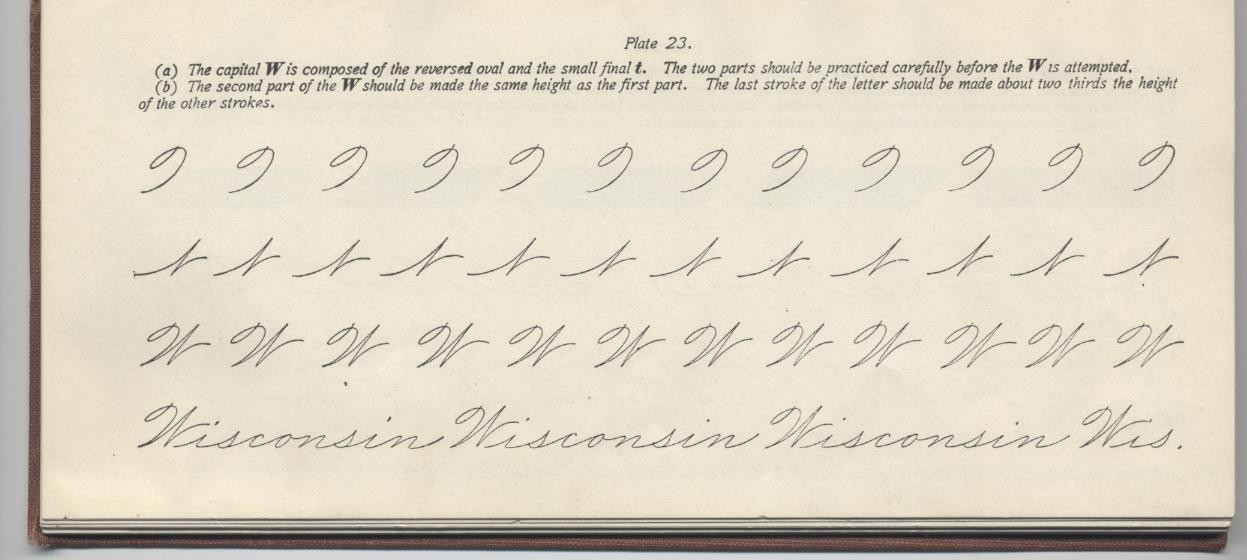 Plate 23.
(a) The capital W is composed of the reversed oval and the small final t. The two parts should be practiced carefully before the W is attempted.
(b) The second part of the W should be made the same height as the first part. The last stroke of the letter should be made about two thirds the height
of the other strokes.
W W W W W W W W W W W W
Wisconsin Wisconsin Wisconsin Wis.